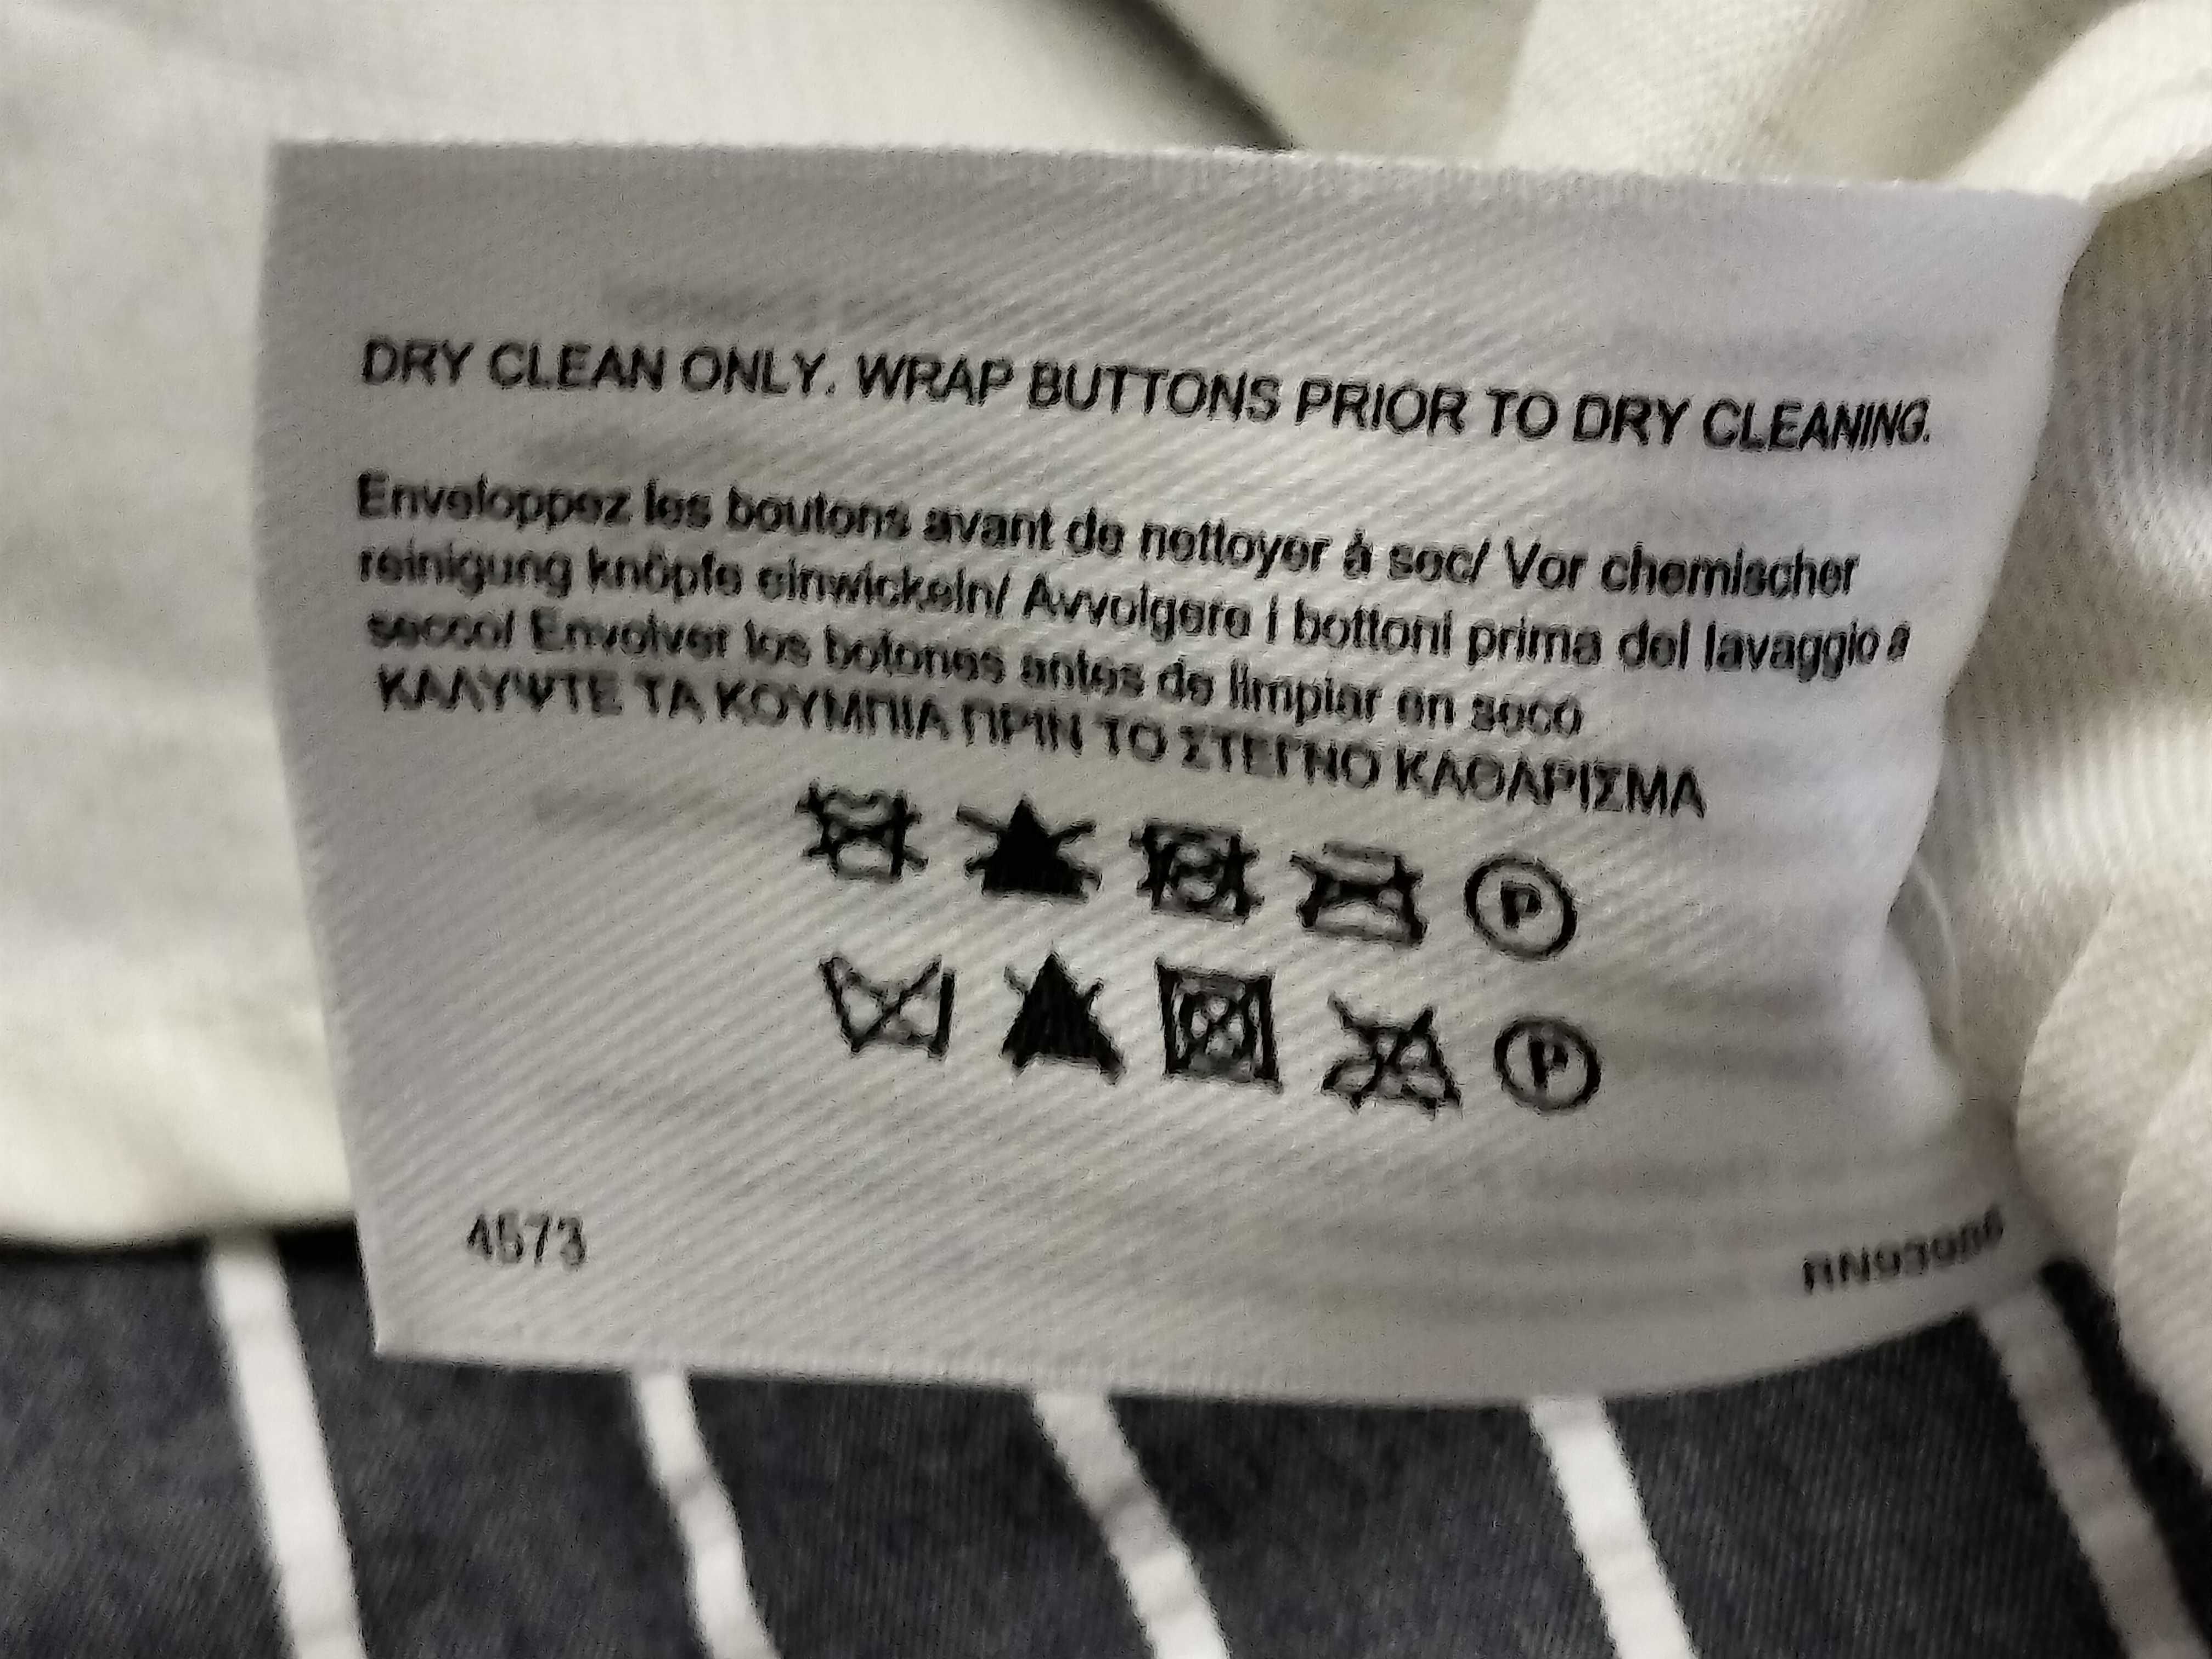 DRY CLEAN ONLY. WRAP BUTTONS PRIOR TO DRY CLEANING.
Enveloppez les boutons avant de nettoyer à sec/ Vor chemischer
reinigung knöpfe einwickeln/ Avvolgere i bottoni prima del lavaggio a
secco/ Envolver los botones antes de limpiar en seco
ΚΑΛΥΨΤΕ ΤΑ ΚΟΥΜΠΙΑ ΠΡΙΝ ΤΟ ΣΤΕΓΝΟ ΚΑΘΑΡΙΣΜΑ
P
P
4573